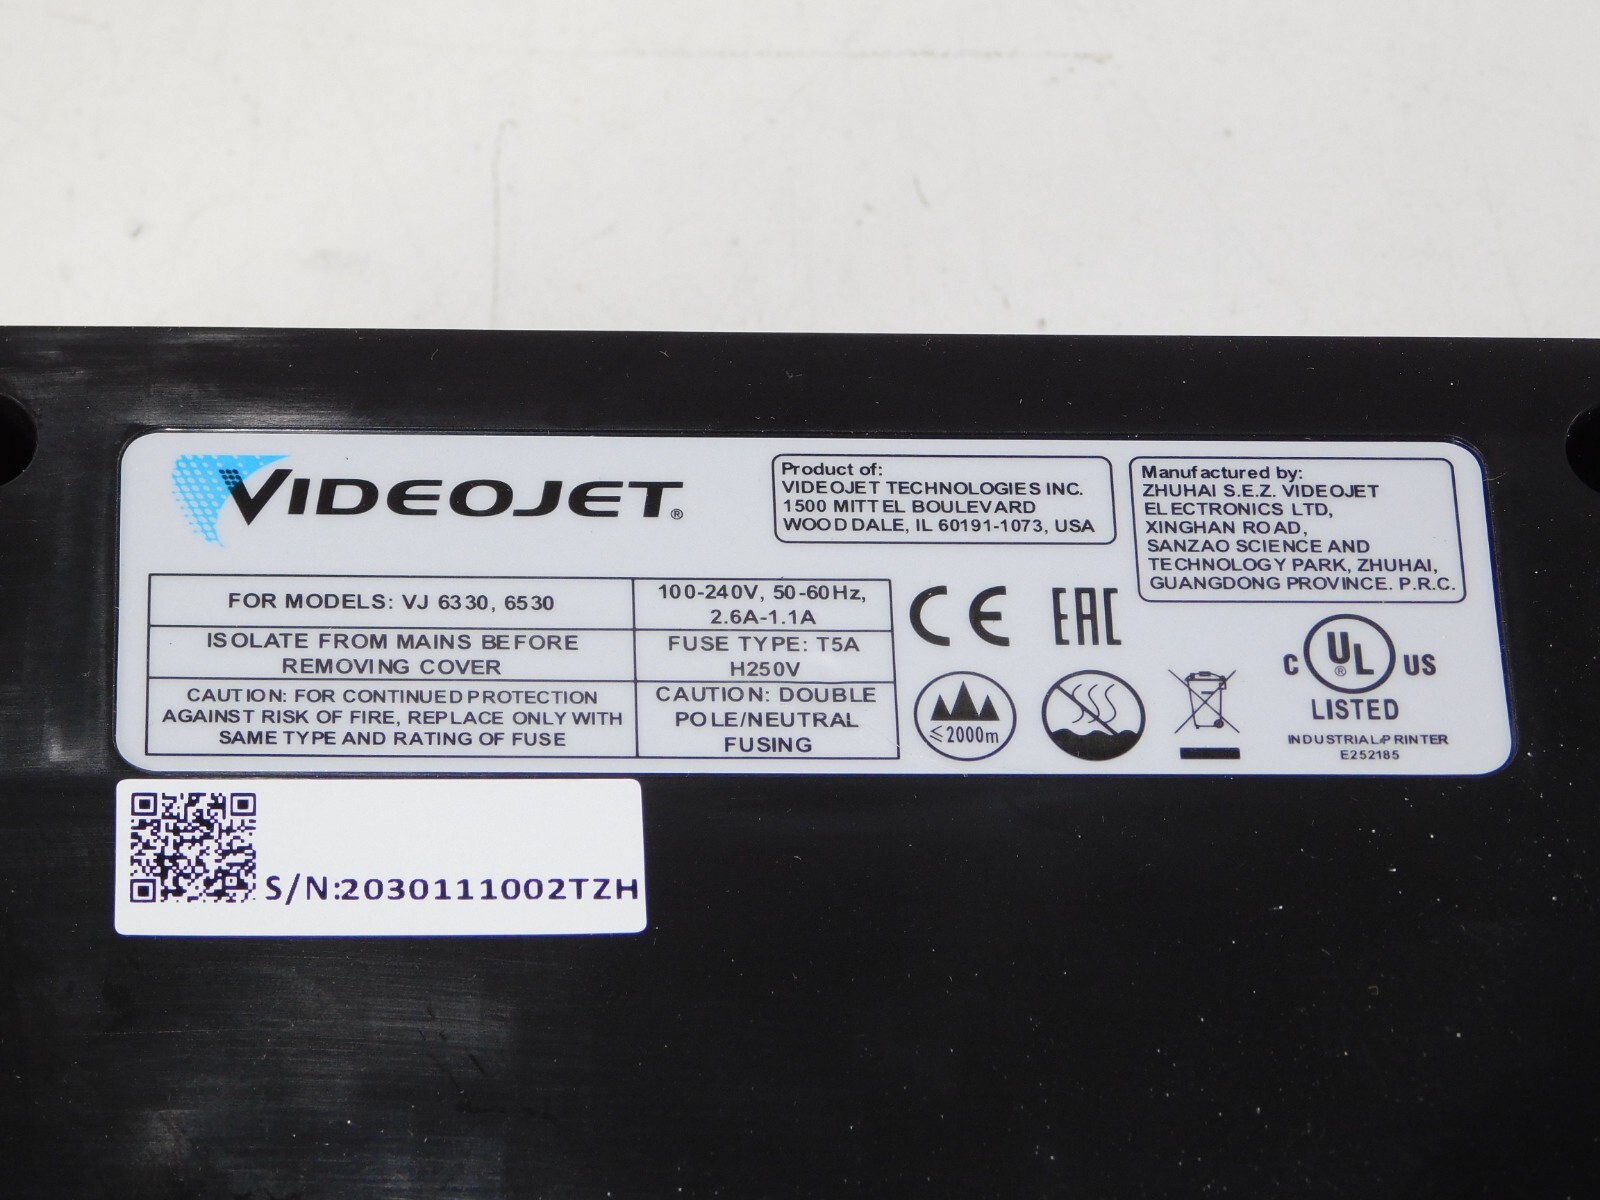 VIDEOJET®
Product of:
VIDEOJET TECHNOLOGIES INC.
1500 MITTEL BOULEVARD
WOOD DALE, IL 60191-1073, USA
Manufactured by:
ZHUHAI S.E.Z. VIDEOJET
ELECTRONICS LTD,
XINGHAN ROAD,
SANZAO SCIENCE AND
TECHNOLOGY PARK, ZHUHAI,
GUANGDONG PROVINCE. P.R.C.
FOR MODELS: VJ 6330, 6530
100-240V, 50-60Hz,
2.6A-1.1A
ISOLATE FROM MAINS BEFORE
REMOVING COVER
FUSE TYPE: T5A
H250V
CAUTION: FOR CONTINUED PROTECTION
AGAINST RISK OF FIRE, REPLACE ONLY WITH
SAME TYPE AND RATING OF FUSE
CAUTION: DOUBLE
POLE/NEUTRAL
FUSING
CE
EAC
≤2000m
C UL® US
LISTED
INDUSTRIAL PRINTER
E252185
S/N:2030111002TZH